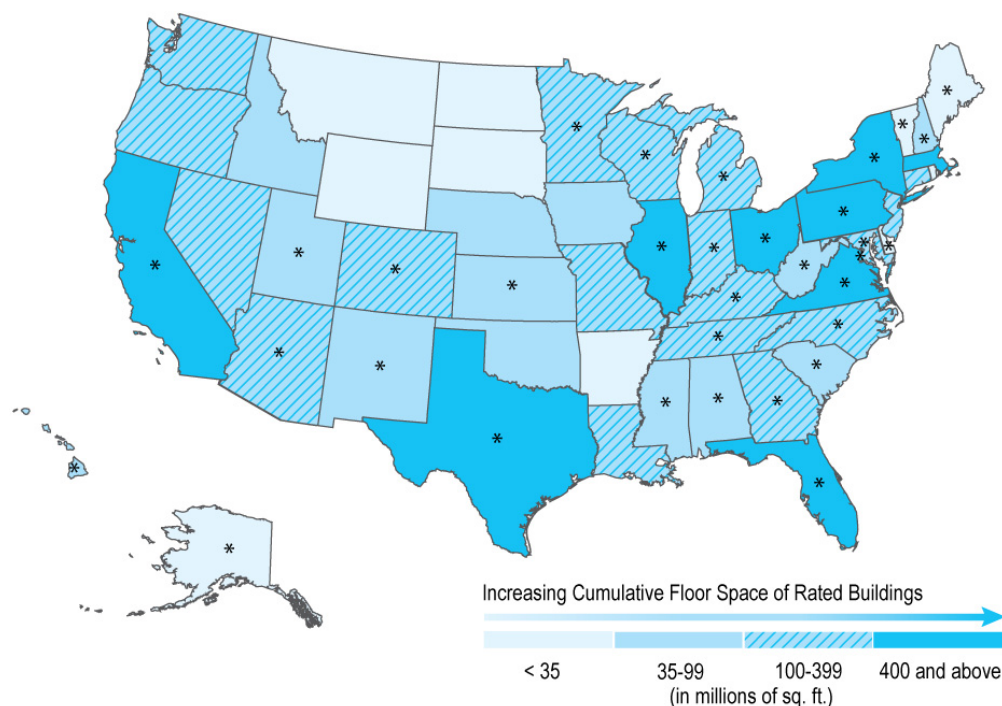 Increasing Cumulative Floor Space of Rated Buildings
< 35 35-99 100-399 400 and above
(in millions of sq. ft.)